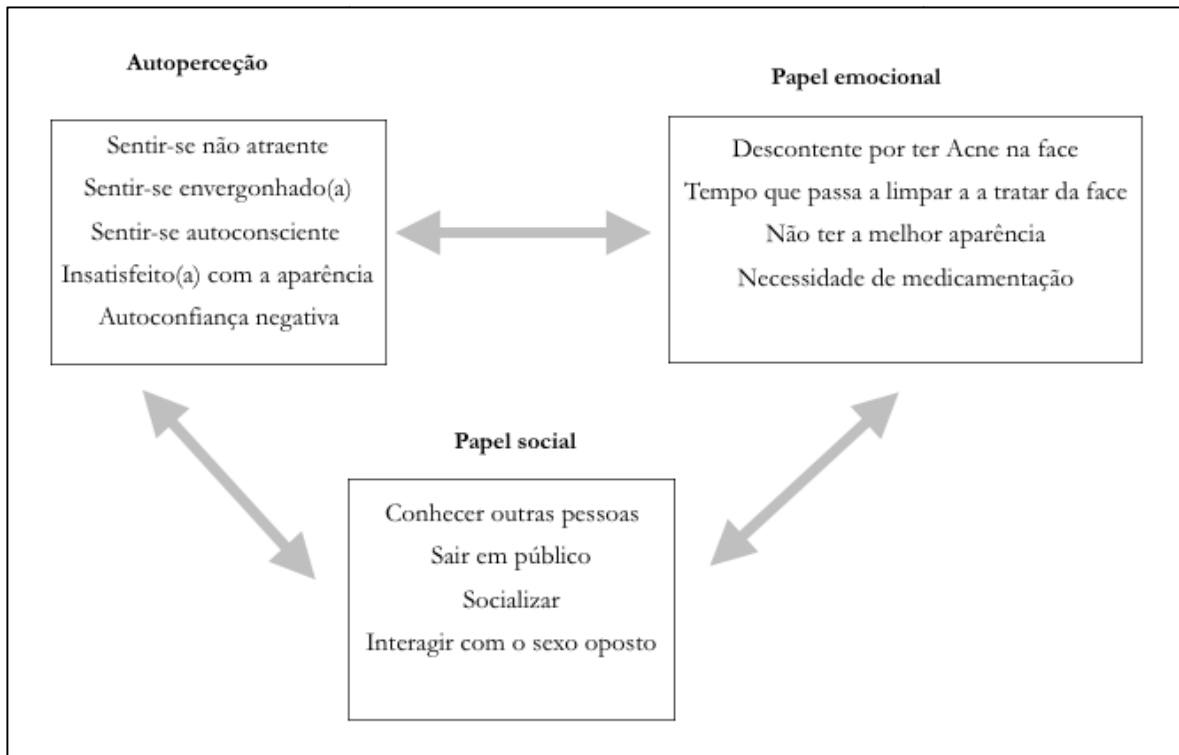 Autoperceção
Sentir-se não atraente
Sentir-se envergonhado(a)
Sentir-se autoconsciente
Insatisfeito(a) com a aparência
Autoconfiança negativa
Papel emocional
Descontente por ter Acne na face
Tempo que passa a limpar a a tratar da face
Não ter a melhor aparência
Necessidade de medicamentação
Papel social
Conhecer outras pessoas
Sair em público
Socializar
Interagir com o sexo oposto